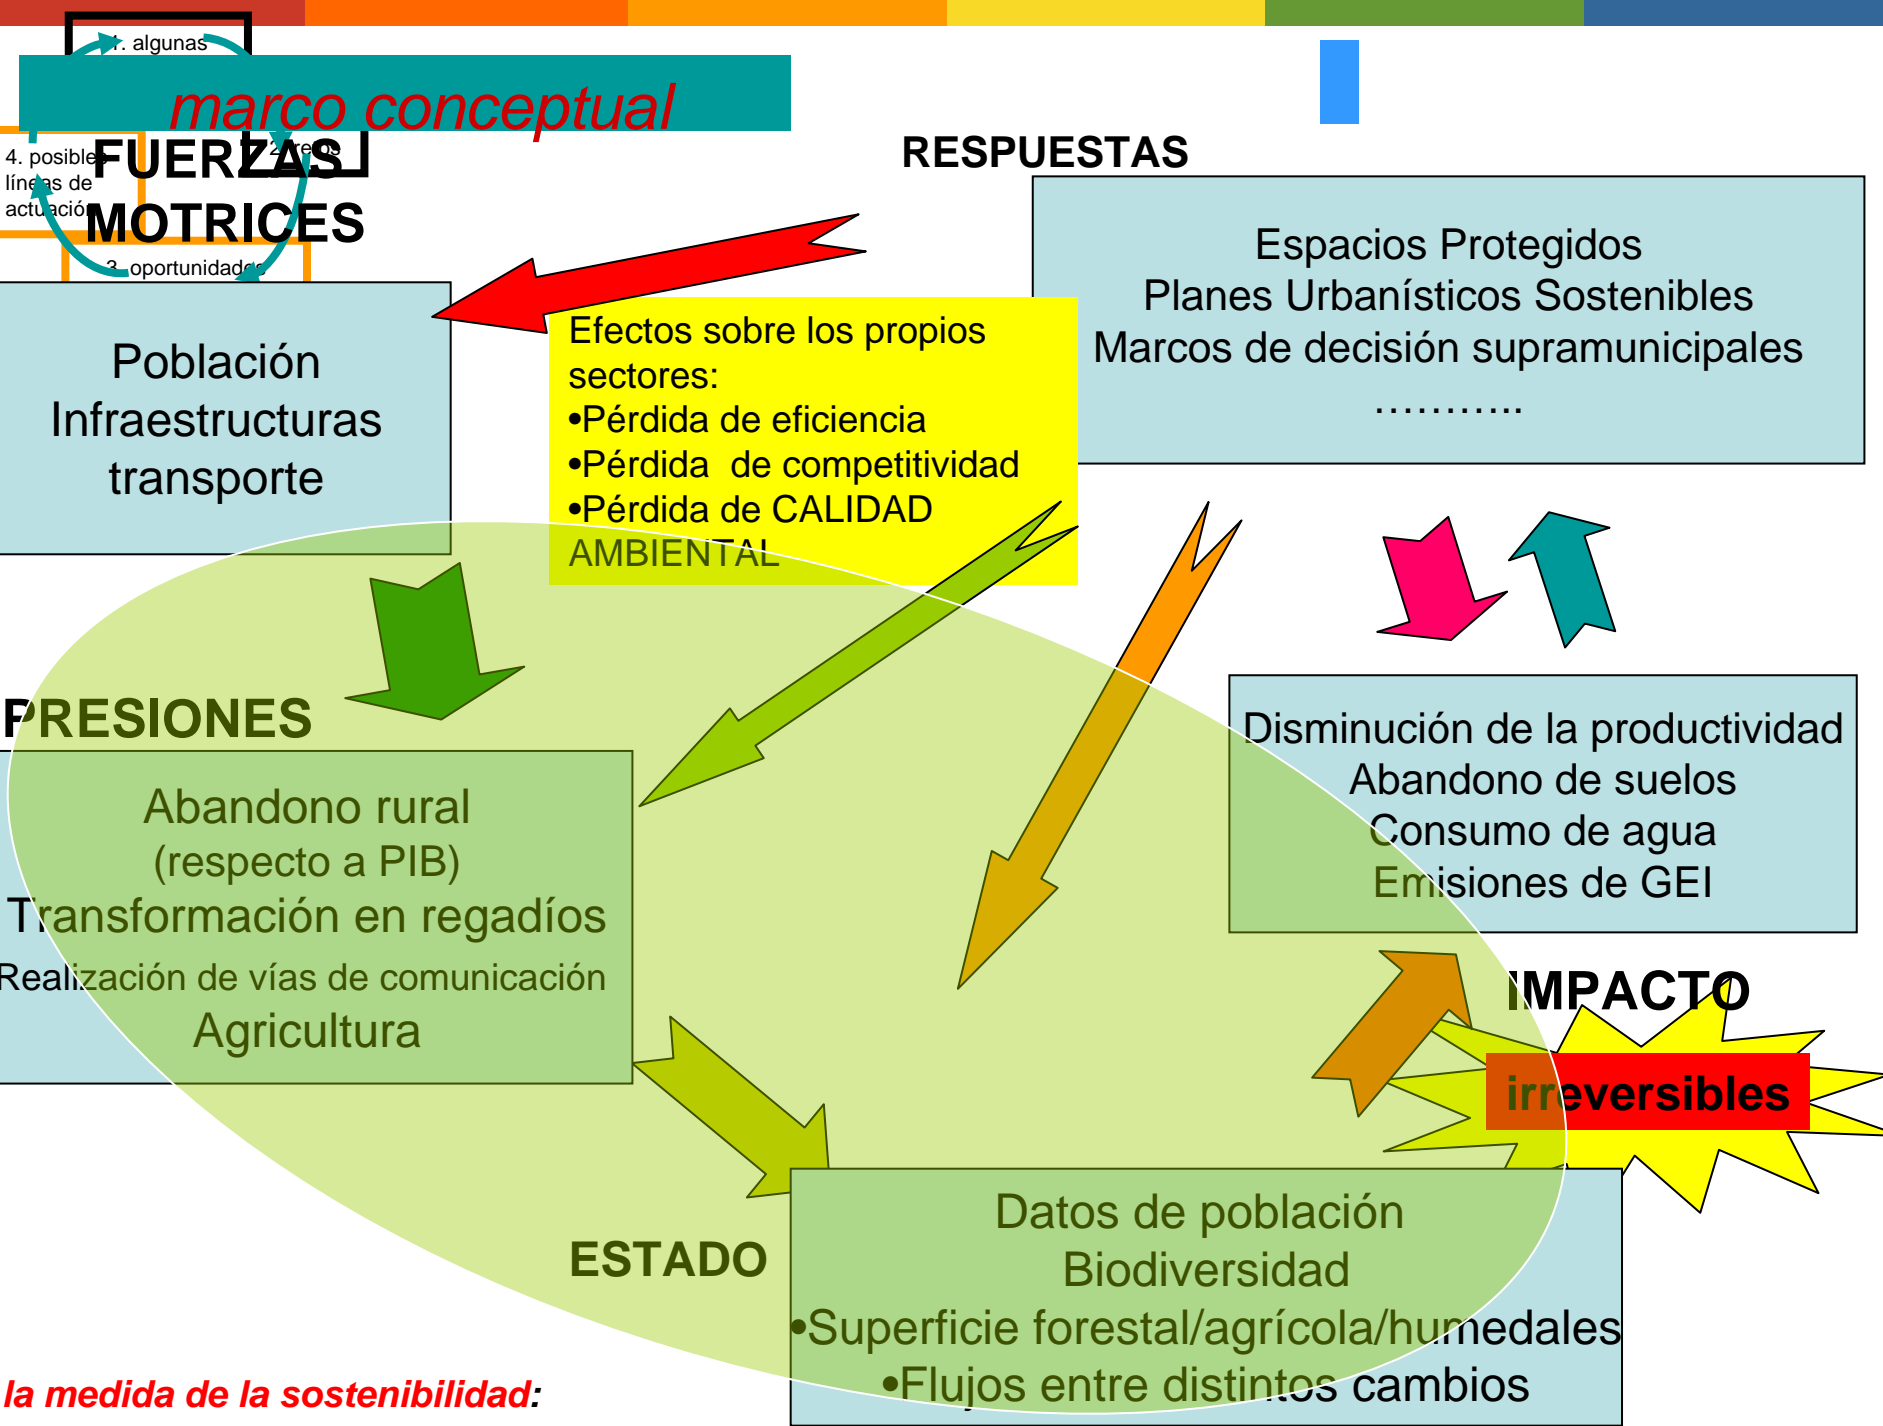 1. algunas
marco conceptual
2. retos
4. posibles
líneas de
actuación
3. oportunidades
FUERZAS
MOTRICES
RESPUESTAS
Espacios Protegidos
Planes Urbanísticos Sostenibles
Marcos de decisión supramunicipales
………..
Población
Infraestructuras
transporte
Efectos sobre los propios
sectores:
•Pérdida de eficiencia
•Pérdida  de competitividad
•Pérdida de CALIDAD
AMBIENTAL
PRESIONES
Abandono rural
(respecto a PIB)
Transformación en regadíos
Realización de vías de comunicación
Agricultura
Disminución de la productividad
Abandono de suelos
Consumo de agua
Emisiones de GEI
IMPACTO
irreversibles
ESTADO
Datos de población
Biodiversidad
•Superficie forestal/agrícola/humedales
•Flujos entre distintos cambios
la medida de la sostenibilidad: